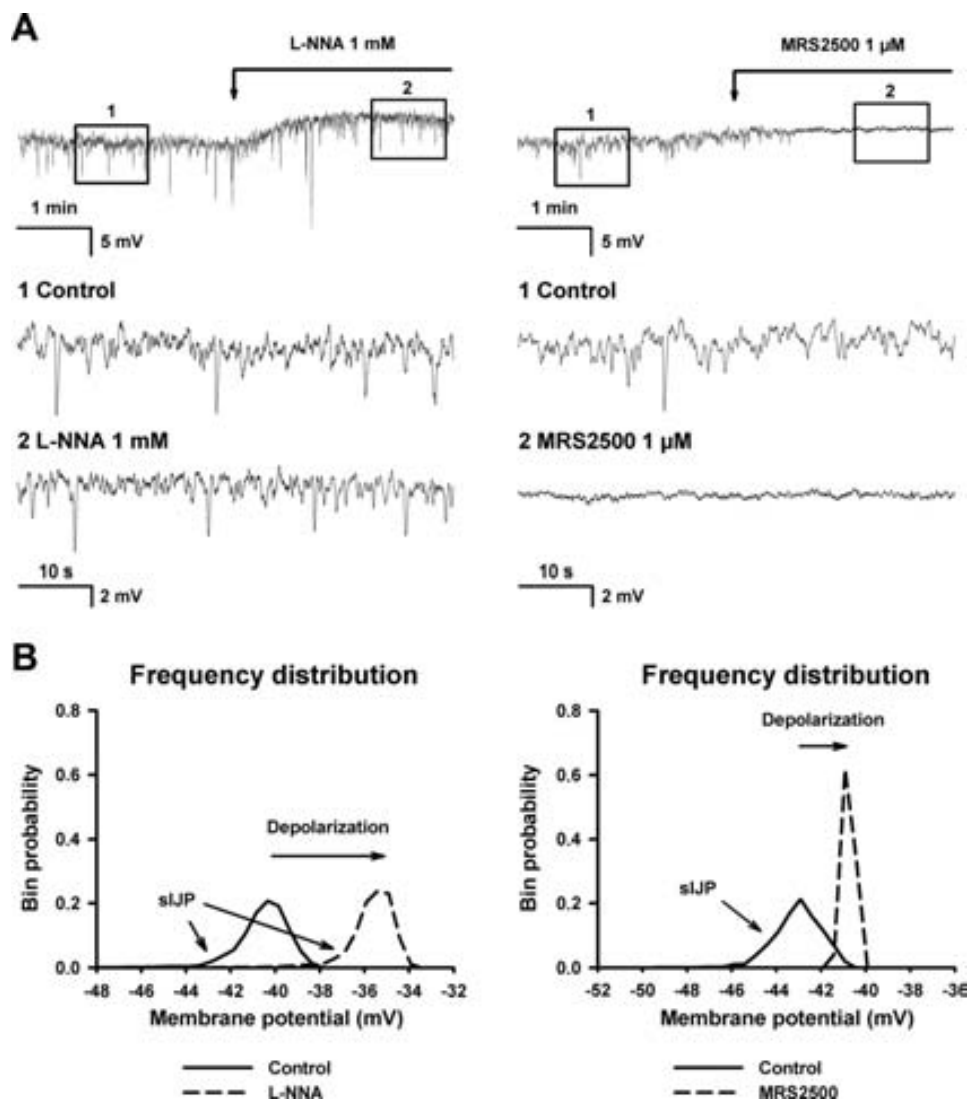 A
L-NNA 1 mM
1
2
1 min
5 mV
1 Control
2 L-NNA 1 mM
10 s
2 mV
MRS2500 1 µM
1
2
1 min
5 mV
1 Control
2 MRS2500 1 µM
10 s
2 mV
B
Frequency distribution
0.8
0.6
0.4
0.2
0.0
Bin probability
Depolarization
sIJP
-48 -46 -44 -42 -40 -38 -36 -34 -32
Membrane potential (mV)
Control
L-NNA
Frequency distribution
0.8
0.6
0.4
0.2
0.0
Bin probability
Depolarization
sIJP
-52 -50 -48 -46 -44 -42 -41 -38 -36
Membrane potential (mV)
Control
MRS2500